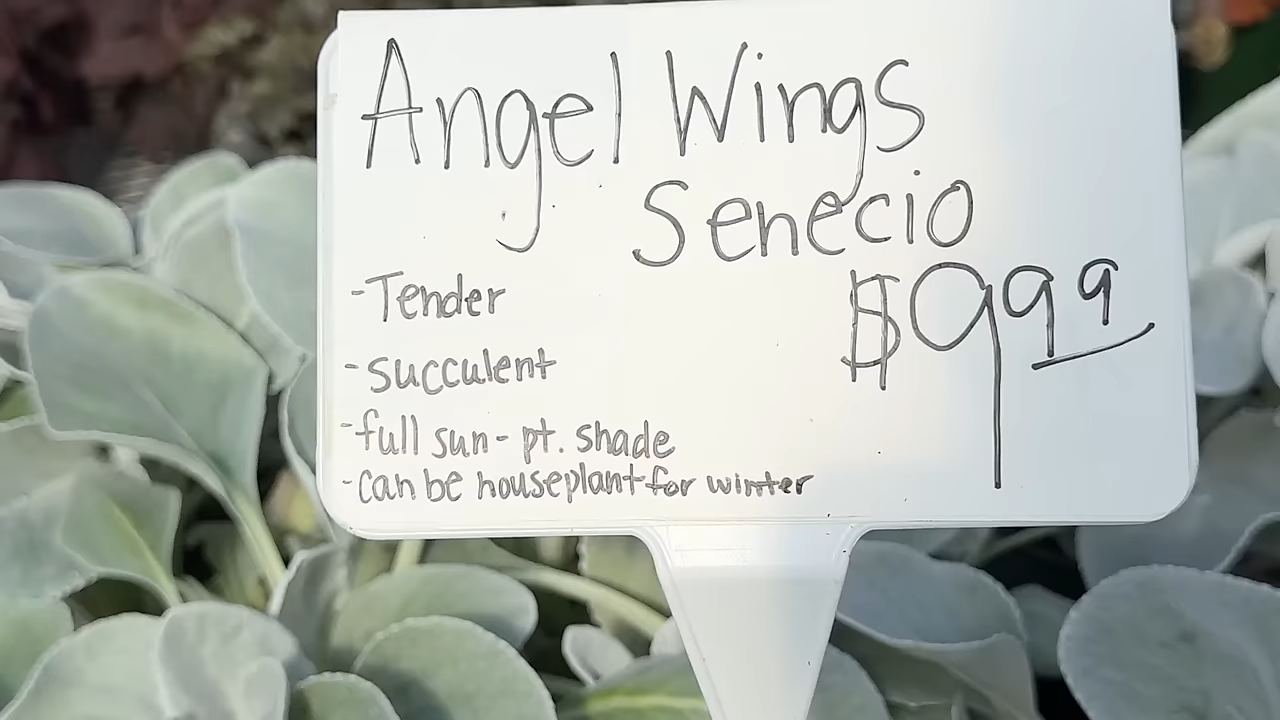 Angel Wings
Senecio
$9.99
-Tender
-succulent
-full sun- pt. shade
-can be houseplant for winter